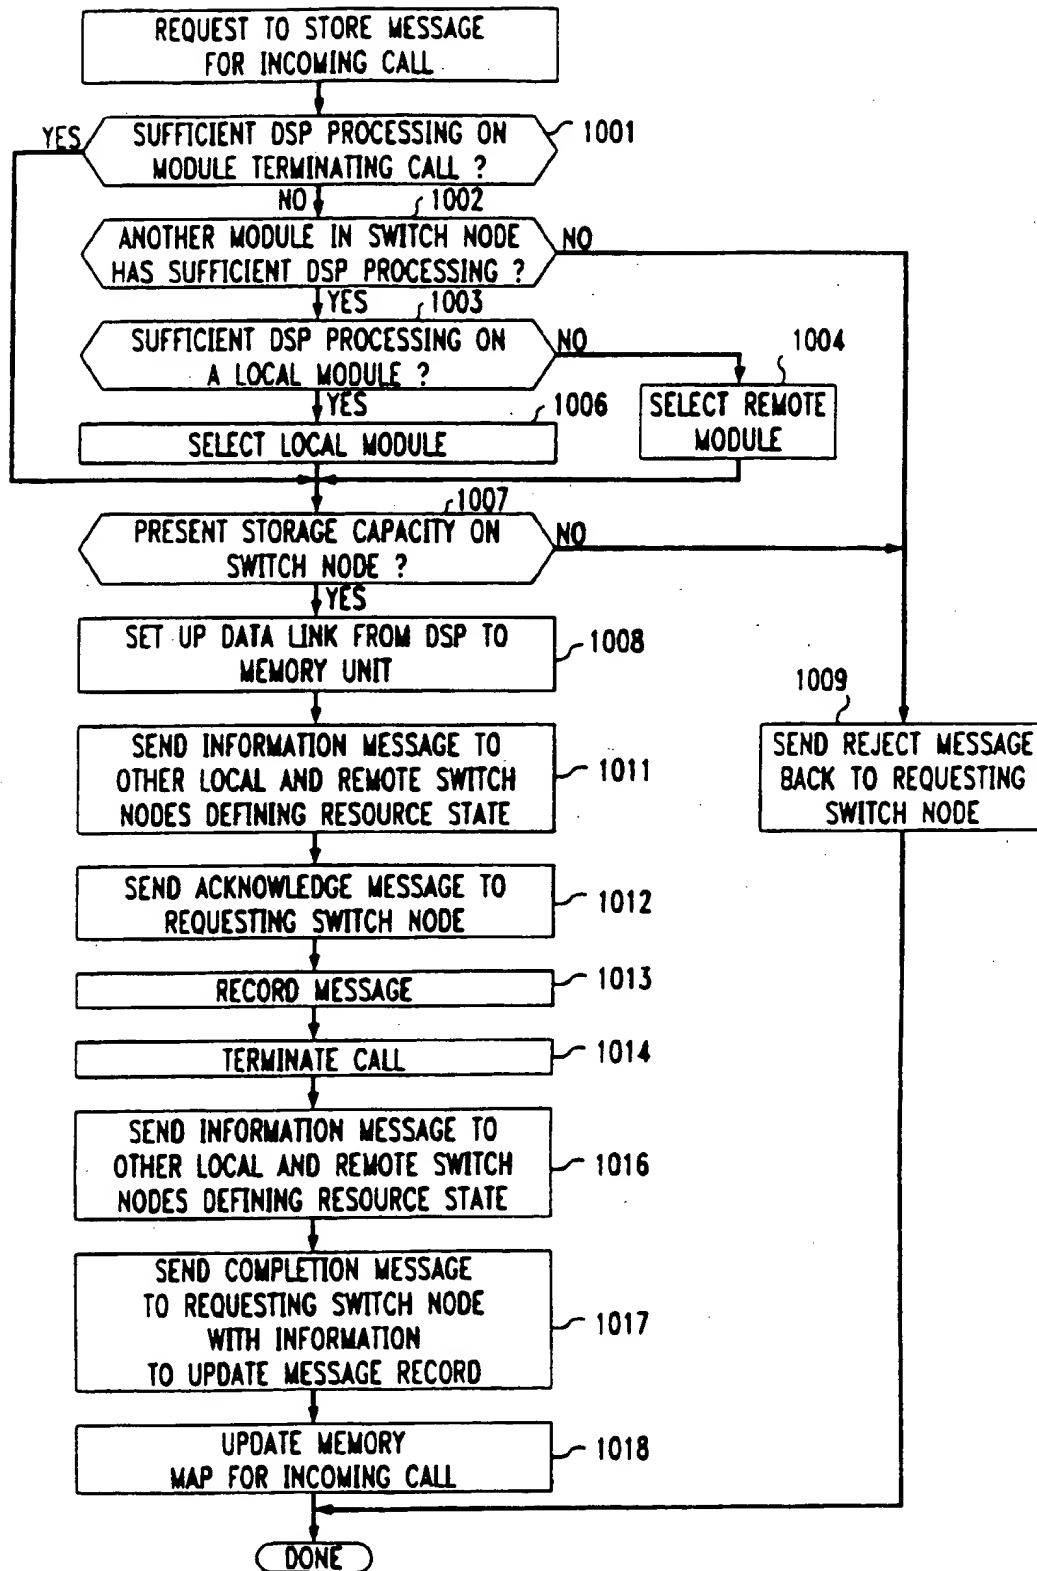 REQUEST TO STORE MESSAGE
FOR INCOMING CALL
YES
SUFFICIENT DSP PROCESSING ON
MODULE TERMINATING CALL ?
1001
NO
1002
ANOTHER MODULE IN SWITCH NODE
HAS SUFFICIENT DSP PROCESSING ?
NO
YES
1003
SUFFICIENT DSP PROCESSING ON
A LOCAL MODULE ?
NO
1004
SELECT REMOTE
MODULE
YES
1006
SELECT LOCAL MODULE
1007
PRESENT STORAGE CAPACITY ON
SWITCH NODE ?
NO
YES
SET UP DATA LINK FROM DSP TO
MEMORY UNIT
1008
1009
SEND REJECT MESSAGE
BACK TO REQUESTING
SWITCH NODE
SEND INFORMATION MESSAGE TO
OTHER LOCAL AND REMOTE SWITCH
NODES DEFINING RESOURCE STATE
1011
SEND ACKNOWLEDGE MESSAGE TO
REQUESTING SWITCH NODE
1012
RECORD MESSAGE
1013
TERMINATE CALL
1014
SEND INFORMATION MESSAGE TO
OTHER LOCAL AND REMOTE SWITCH
NODES DEFINING RESOURCE STATE
1016
SEND COMPLETION MESSAGE
TO REQUESTING SWITCH NODE
WITH INFORMATION
TO UPDATE MESSAGE RECORD
1017
UPDATE MEMORY
MAP FOR INCOMING CALL
1018
DONE